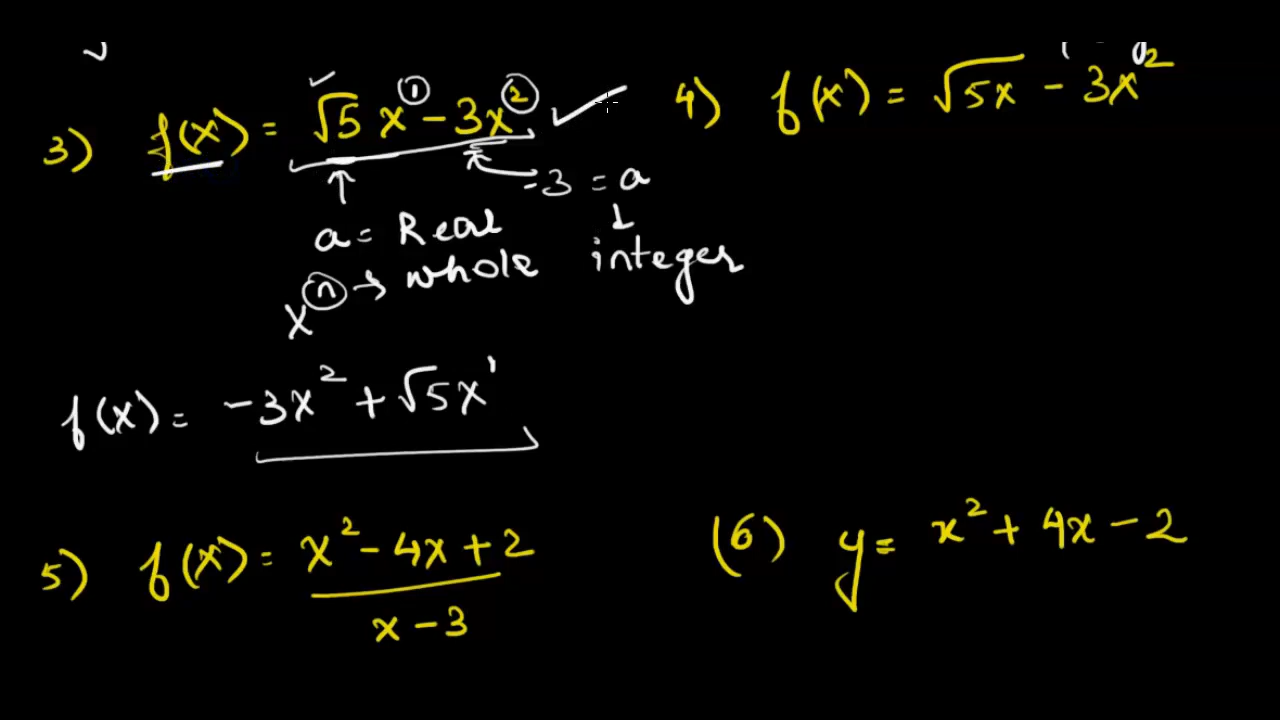 3) f(x) = √5 x^① - 3x^②
4) f(x) = √5x - 3x^2
-3 = a
↓
a = Real
integer
x^ⓝ → whole
f(x) = -3x^2 + √5x^1
5) f(x) = x^2 - 4x + 2
x - 3
(6) y = x^2 + 4x - 2